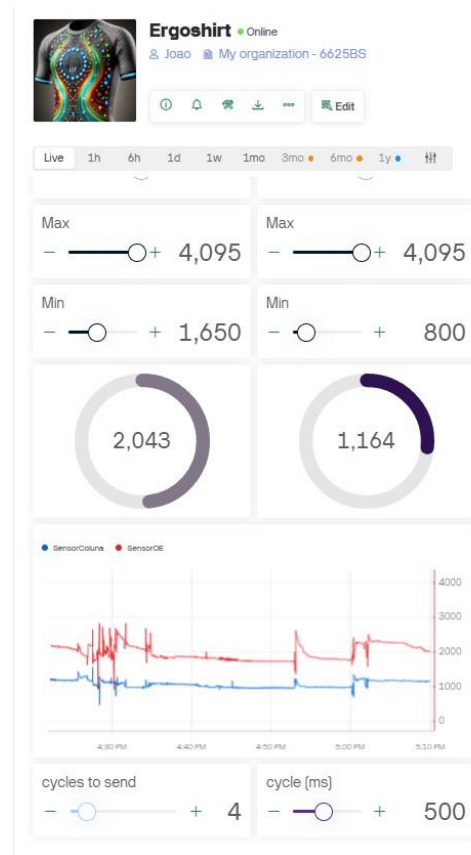 Ergoshirt • Online
Joao My organization - 6625BS
Edit
Live 1h 6h 1d 1w 1mo 3mo • 6mo • 1y •
Max Max
− + 4,095 − + 4,095
Min Min
− + 1,650 − + 800
2,043 1,164
SensorColuna SensorOE
4000
3000
2000
1000
0
4:30 PM 4:40 PM 4:50 PM 5:00 PM 5:10 PM
cycles to send cycle (ms)
− + 4 − + 500